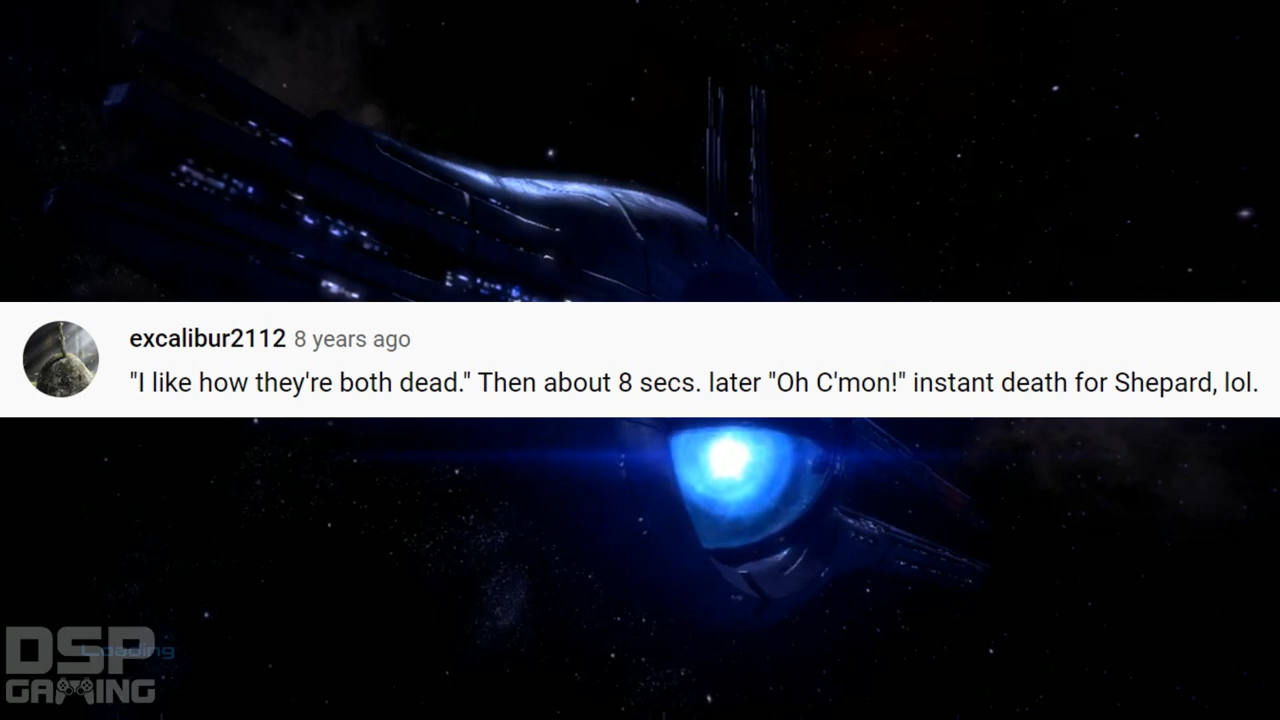 excalibur2112 8 years ago
"I like how they're both dead." Then about 8 secs. later "Oh C'mon!" instant death for Shepard, lol.
DSP
Loading
GAMING